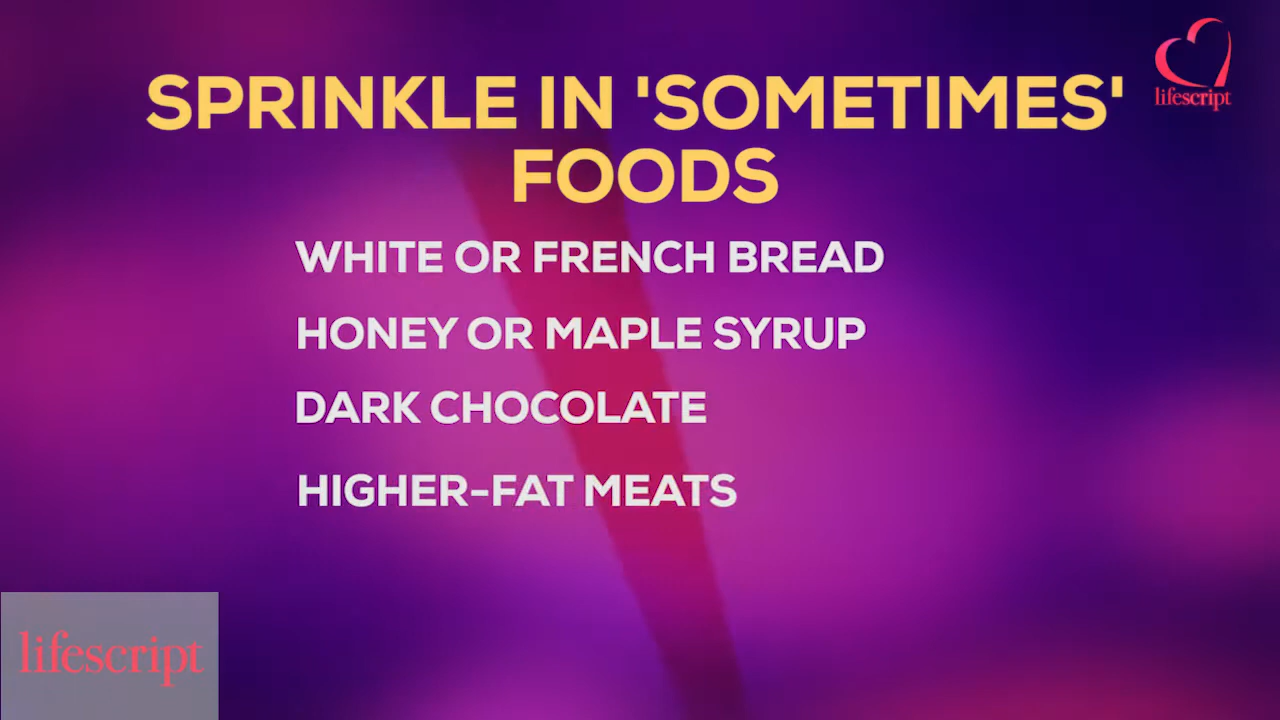 lifescript
SPRINKLE IN 'SOMETIMES'
FOODS
WHITE OR FRENCH BREAD
HONEY OR MAPLE SYRUP
DARK CHOCOLATE
HIGHER-FAT MEATS
lifescript